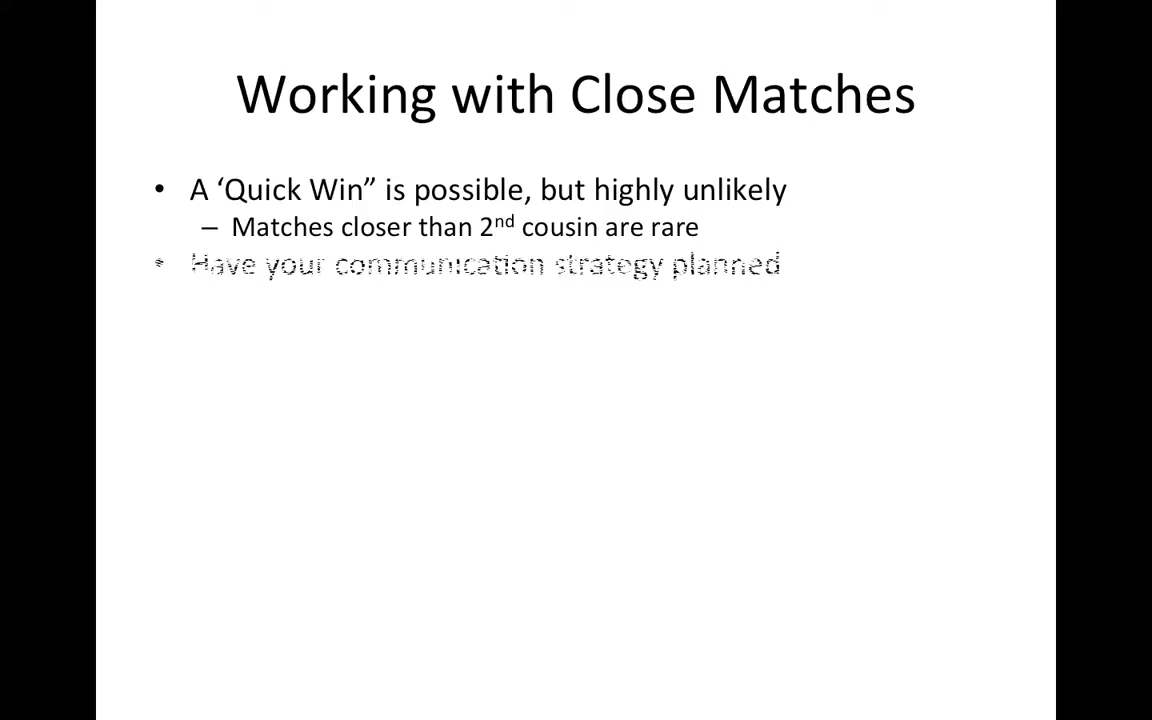 Working with Close Matches
• A ‘Quick Win” is possible, but highly unlikely
– Matches closer than 2nd cousin are rare
• Have your communication strategy planned